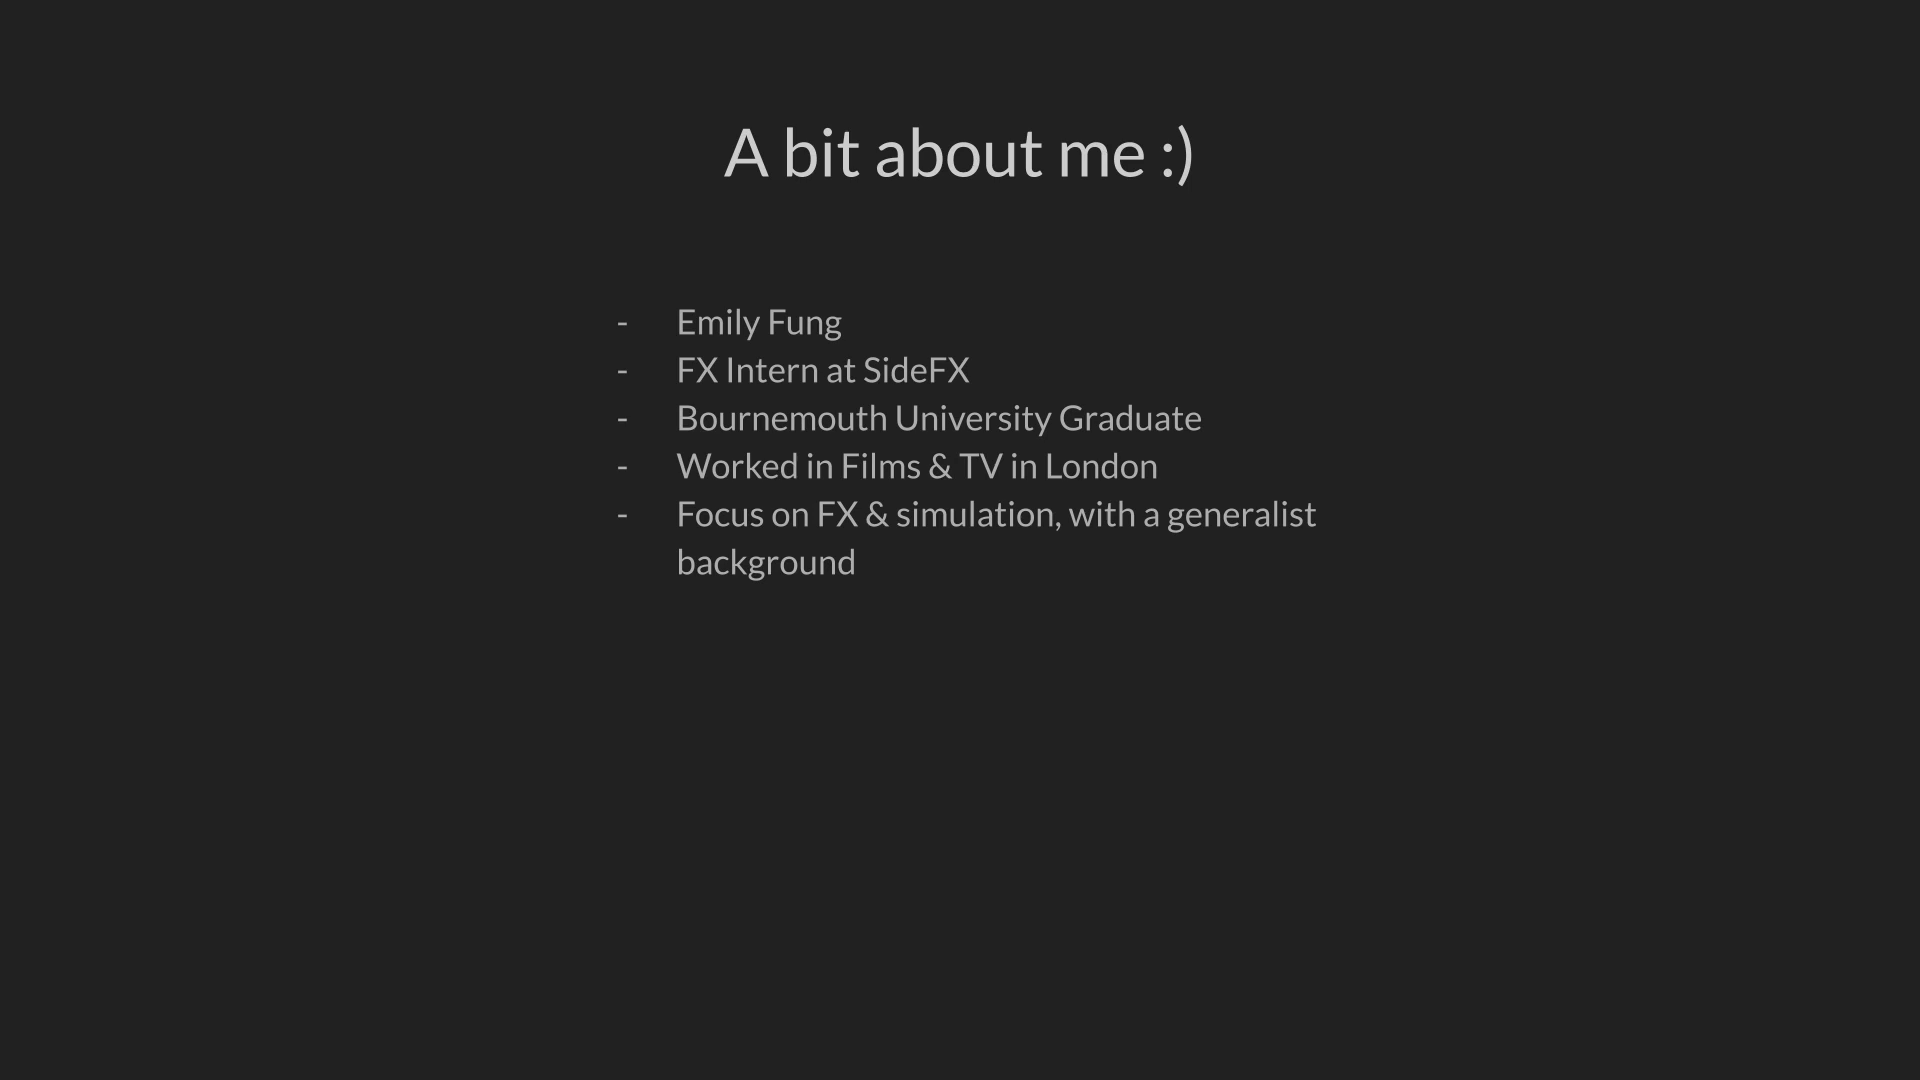 A bit about me :)
- Emily Fung
- FX Intern at SideFX
- Bournemouth University Graduate
- Worked in Films & TV in London
- Focus on FX & simulation, with a generalist
background